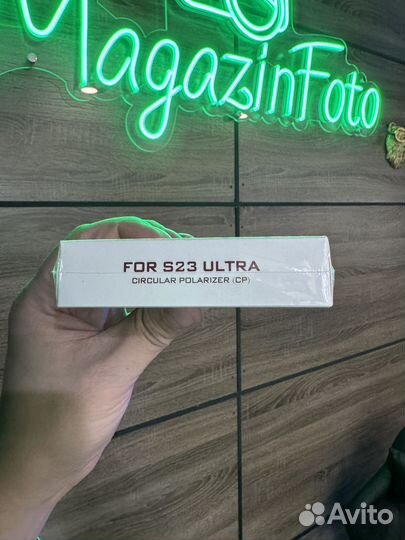 MagazinFoto
FOR S23 ULTRA
CIRCULAR POLARIZER (CP)
Avito